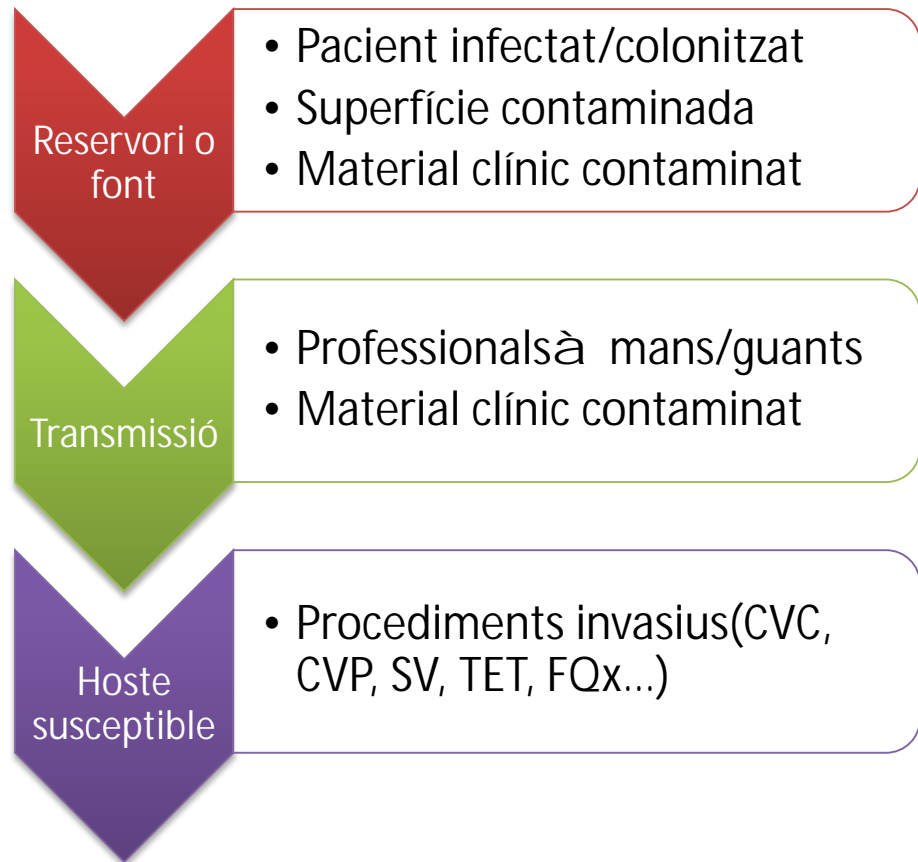 Reservori o
font
• Pacient infectat/colonitzat
• Superfície contaminada
• Material clínic contaminat
Transmissió
• Professionalsà mans/guants
• Material clínic contaminat
Hoste
susceptible
• Procediments invasius(CVC,
CVP, SV, TET, FQx...)